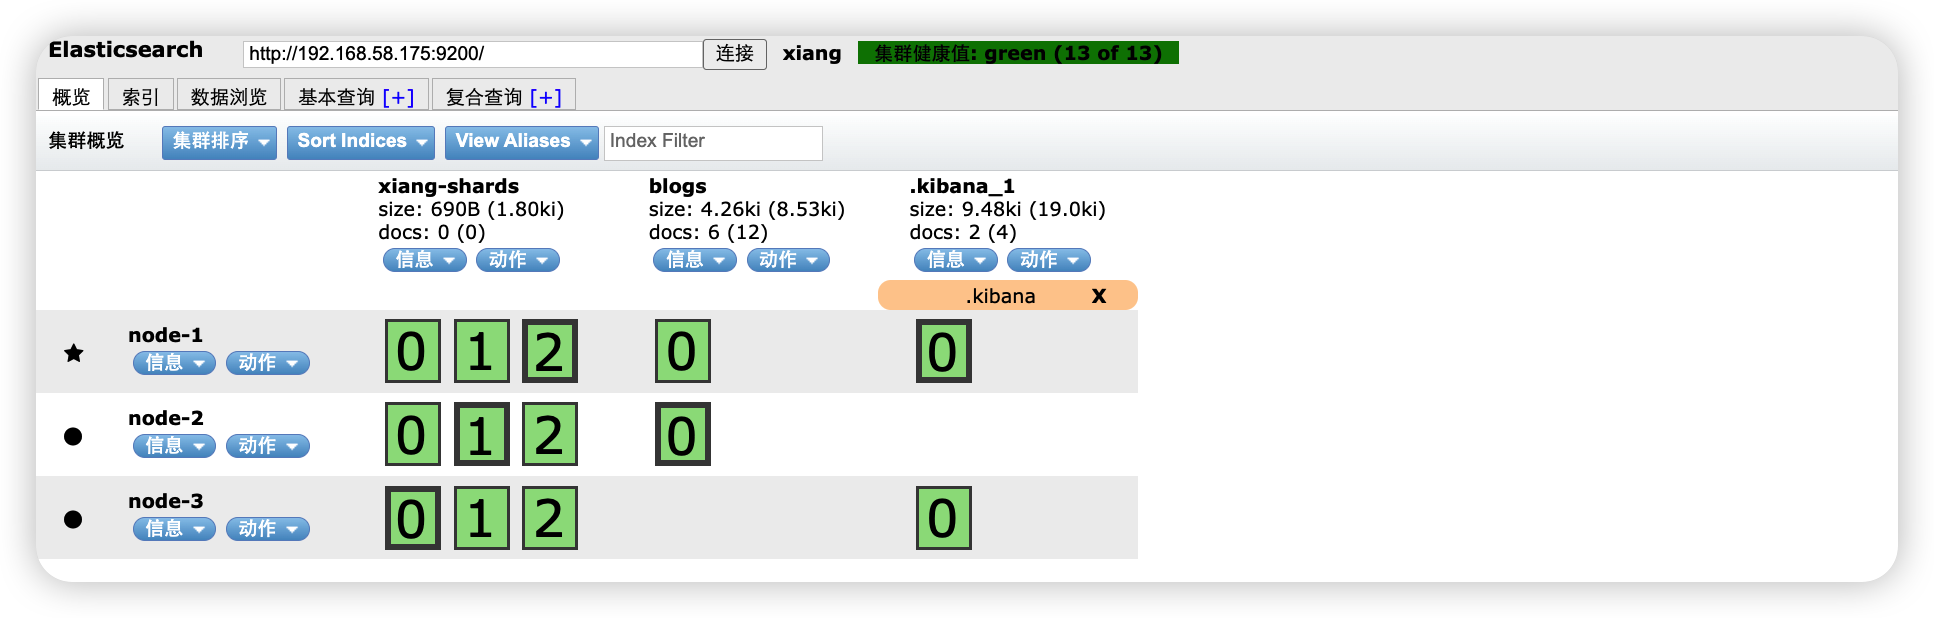 Elasticsearch http://192.168.58.175:9200/ 连接 xiang 集群健康值: green (13 of 13)
概览 索引 数据浏览 基本查询 [+] 复合查询 [+]
集群概览 集群排序 Sort Indices View Aliases Index Filter
xiang-shards blogs .kibana_1
size: 690B (1.80ki) size: 4.26ki (8.53ki) size: 9.48ki (19.0ki)
docs: 0 (0) docs: 6 (12) docs: 2 (4)
信息 动作 信息 动作 信息 动作
.kibana X
node-1 0 1 2 0 0
信息 动作
node-2 0 1 2 0
信息 动作
node-3 0 1 2 0
信息 动作